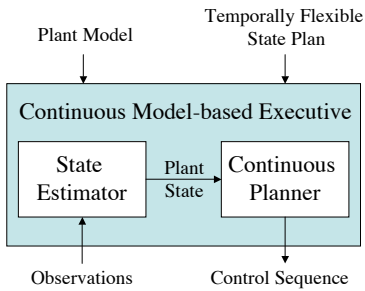 Plant Model
Temporally Flexible
State Plan
Continuous Model-based Executive
State
Estimator
Plant
State
Continuous
Planner
Observations
Control Sequence